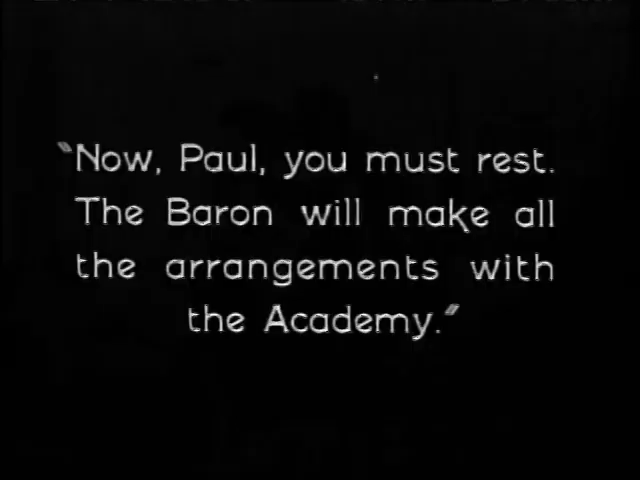 "Now, Paul, you must rest.
The Baron will make all
the arrangements with
the Academy."